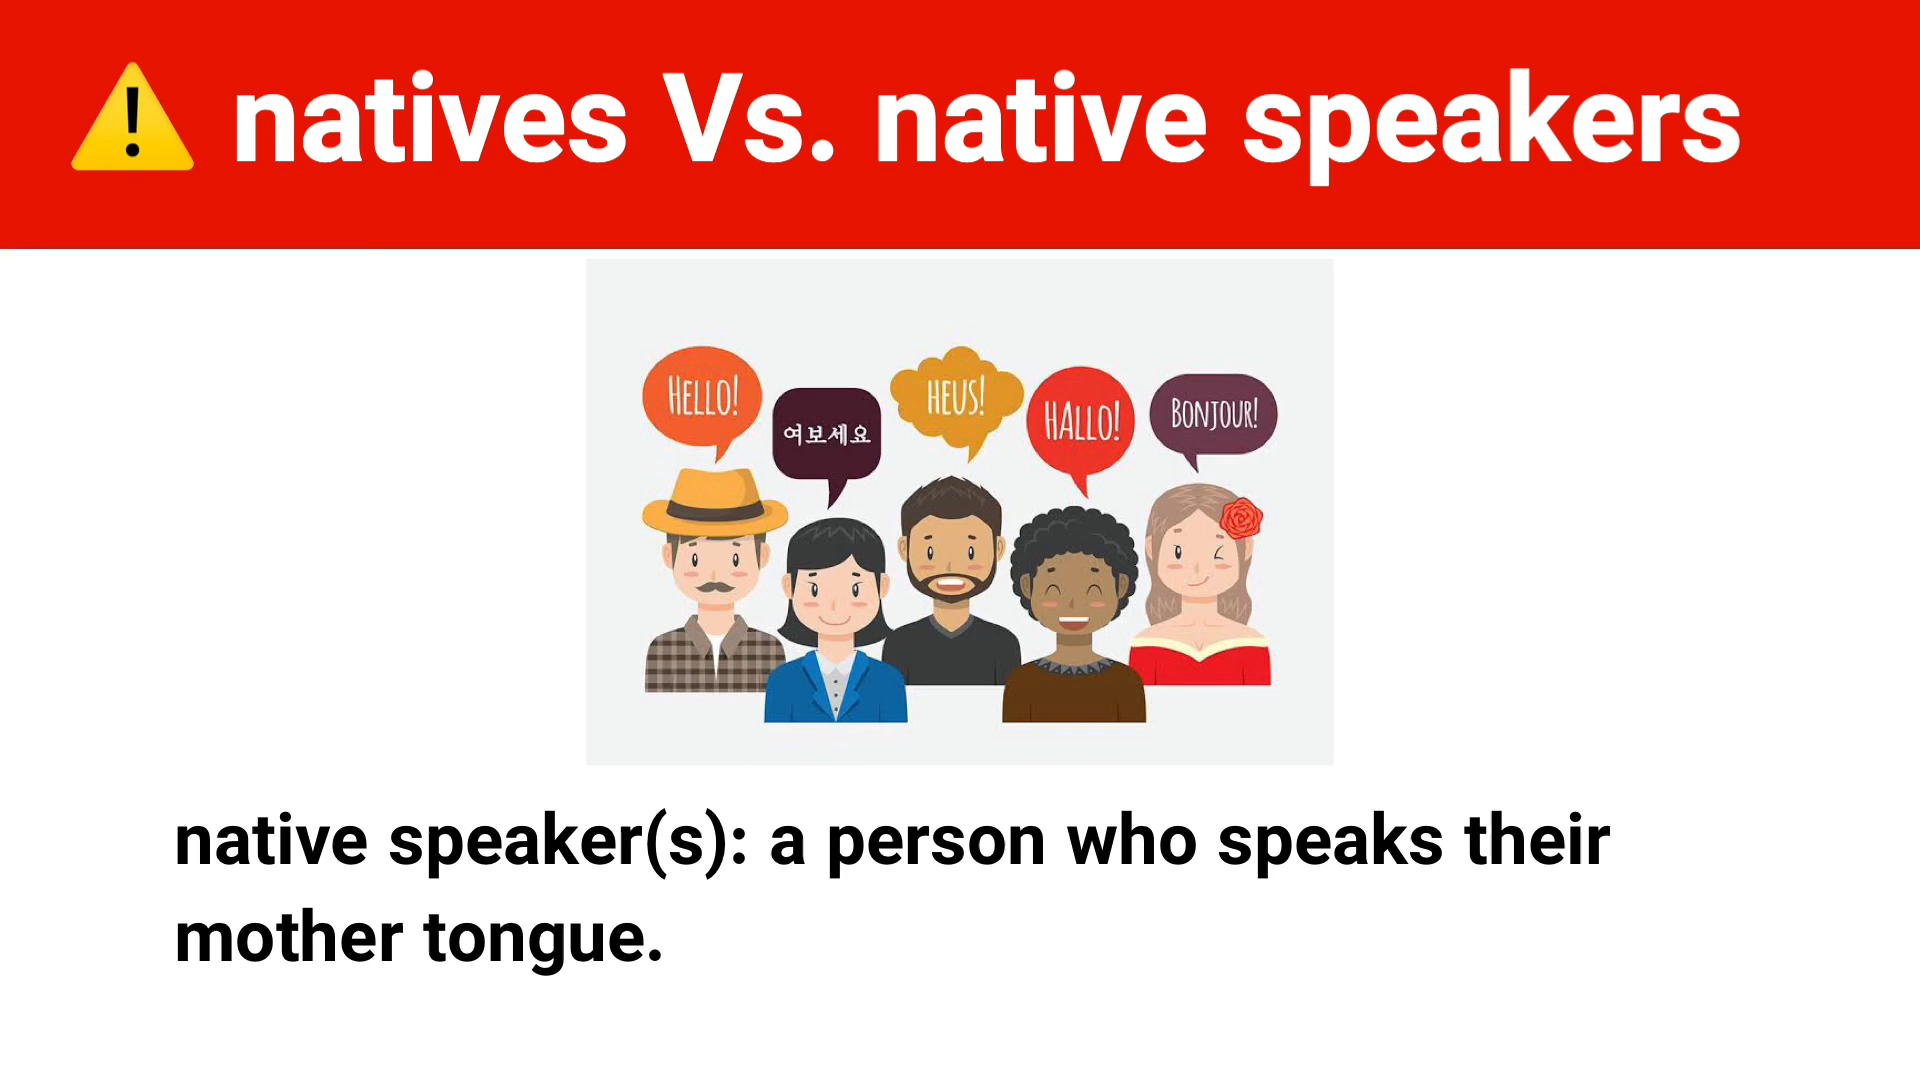 natives Vs. native speakers
HELLO!
여보세요
HEUS!
HALLO!
BONJOUR!
native speaker(s): a person who speaks their
mother tongue.